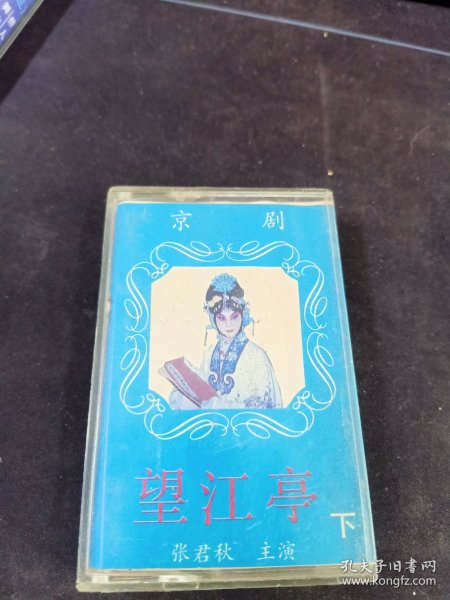 京 剧
望江亭
下
张君秋 主演
孔夫子旧书网
www.kongfz.com